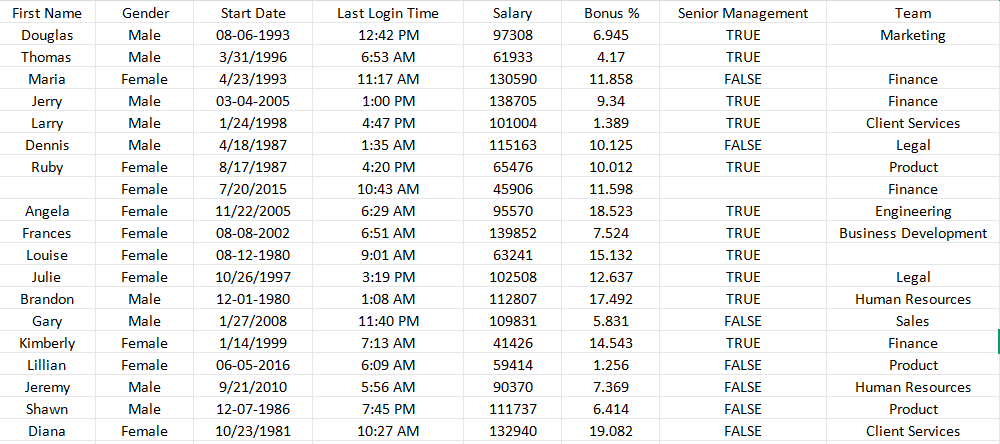 First Name Gender Start Date Last Login Time Salary Bonus % Senior Management Team
Douglas Male 08-06-1993 12:42 PM 97308 6.945 TRUE Marketing
Thomas Male 3/31/1996 6:53 AM 61933 4.17 TRUE
Maria Female 4/23/1993 11:17 AM 130590 11.858 FALSE Finance
Jerry Male 03-04-2005 1:00 PM 138705 9.34 TRUE Finance
Larry Male 1/24/1998 4:47 PM 101004 1.389 TRUE Client Services
Dennis Male 4/18/1987 1:35 AM 115163 10.125 FALSE Legal
Ruby Female 8/17/1987 4:20 PM 65476 10.012 TRUE Product
Female 7/20/2015 10:43 AM 45906 11.598 Finance
Angela Female 11/22/2005 6:29 AM 95570 18.523 TRUE Engineering
Frances Female 08-08-2002 6:51 AM 139852 7.524 TRUE Business Development
Louise Female 08-12-1980 9:01 AM 63241 15.132 TRUE
Julie Female 10/26/1997 3:19 PM 102508 12.637 TRUE Legal
Brandon Male 12-01-1980 1:08 AM 112807 17.492 TRUE Human Resources
Gary Male 1/27/2008 11:40 PM 109831 5.831 FALSE Sales
Kimberly Female 1/14/1999 7:13 AM 41426 14.543 TRUE Finance
Lillian Female 06-05-2016 6:09 AM 59414 1.256 FALSE Product
Jeremy Male 9/21/2010 5:56 AM 90370 7.369 FALSE Human Resources
Shawn Male 12-07-1986 7:45 PM 111737 6.414 FALSE Product
Diana Female 10/23/1981 10:27 AM 132940 19.082 FALSE Client Services